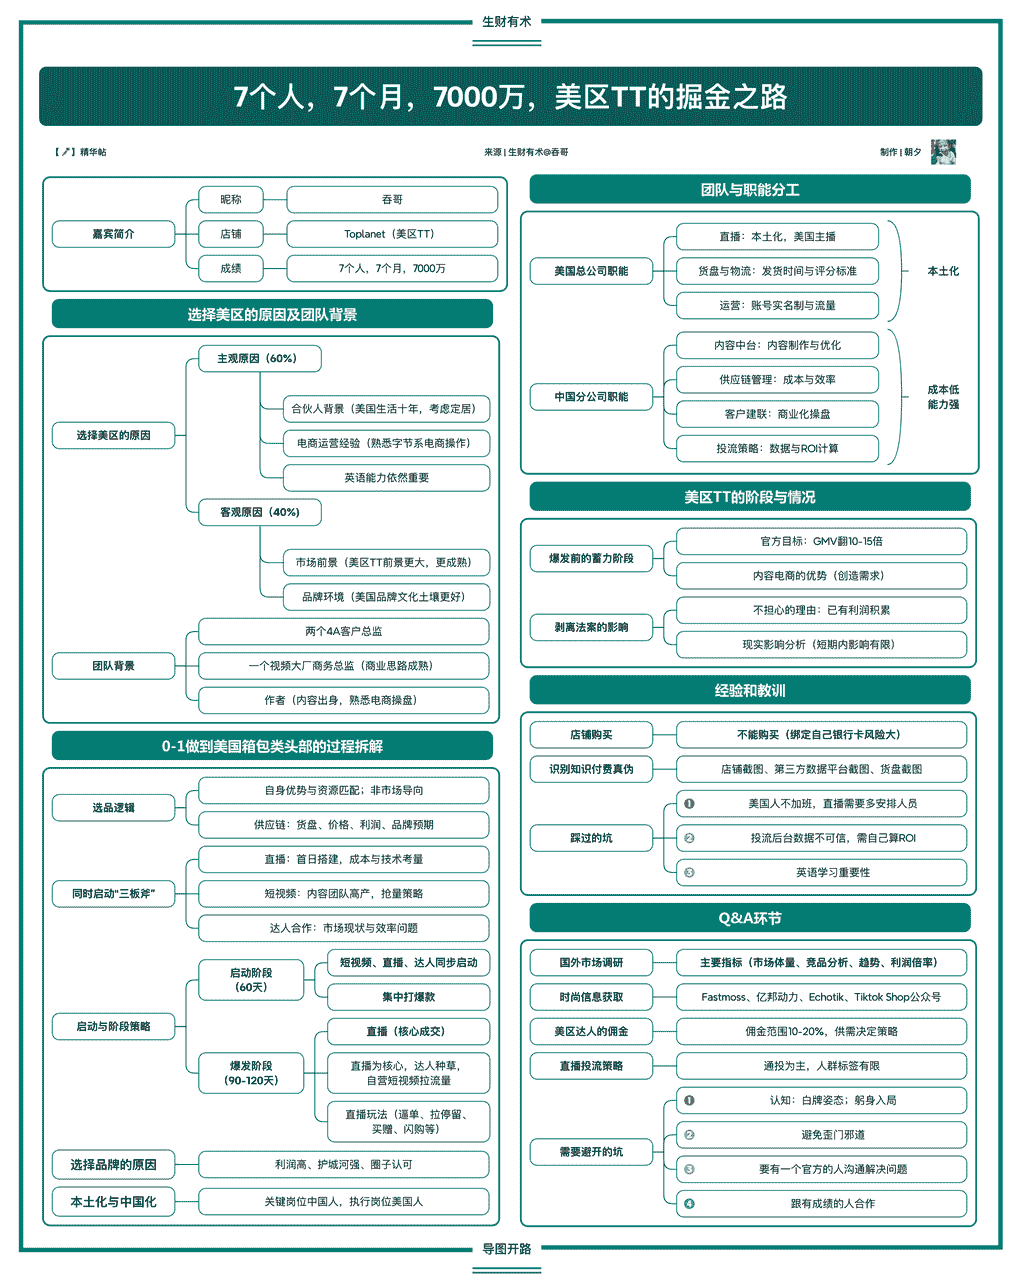 生财有术
7个人，7个月，7000万，美区TT的掘金之路
【🎤】精华帖
来源 | 生财有术@吞哥
制作 | 朝夕
嘉宾简介
昵称
吞哥
店铺
Toplanet（美区TT）
成绩
7个人，7个月，7000万
选择美区的原因及团队背景
选择美区的原因
主观原因（60%）
合伙人背景（美国生活十年，考虑定居）
电商运营经验（熟悉字节系电商操作）
英语能力依然重要
客观原因（40%）
市场前景（美区TT前景更大，更成熟）
品牌环境（美国品牌文化土壤更好）
团队背景
两个4A客户总监
一个视频大厂商务总监（商业思路成熟）
作者（内容出身，熟悉电商操盘）
0-1做到美国箱包类头部的过程拆解
选品逻辑
自身优势与资源匹配；非市场导向
供应链：货盘、价格、利润、品牌预期
同时启动“三板斧”
直播：首日搭建，成本与技术考量
短视频：内容团队高产，抢量策略
达人合作：市场现状与效率问题
启动与阶段策略
启动阶段
（60天）
短视频、直播、达人同步启动
集中打爆款
爆发阶段
（90-120天）
直播（核心成交）
直播为核心，达人种草，
自营短视频拉流量
直播玩法（逼单、拉停留、
买赠、闪购等）
选择品牌的原因
利润高、护城河强、圈子认可
本土化与中国化
关键岗位中国人，执行岗位美国人
团队与职能分工
美国总公司职能
直播：本土化，美国主播
货盘与物流：发货时间与评分标准
运营：账号实名制与流量
本土化
中国分公司职能
内容中台：内容制作与优化
供应链管理：成本与效率
客户建联：商业化操盘
投流策略：数据与ROI计算
成本低
能力强
美区TT的阶段与情况
爆发前的蓄力阶段
官方目标：GMV翻10-15倍
内容电商的优势（创造需求）
剥离法案的影响
不担心的理由：已有利润积累
现实影响分析（短期内影响有限）
经验和教训
店铺购买
不能购买（绑定自己银行卡风险大）
识别知识付费真伪
店铺截图、第三方数据平台截图、货盘截图
踩过的坑
❶ 美国人不加班，直播需要多安排人员
② 投流后台数据不可信，需自己算ROI
③ 英语学习重要性
Q&A环节
国外市场调研
主要指标（市场体量、竞品分析、趋势、利润倍率）
时尚信息获取
Fastmoss、亿邦动力、Echotik、Tiktok Shop公众号
美区达人的佣金
佣金范围10-20%，供需决定策略
直播投流策略
通投为主，人群标签有限
需要避开的坑
❶ 认知：白牌姿态；躬身入局
② 避免歪门邪道
③ 要有一个官方的人沟通解决问题
❹ 跟有成绩的人合作
导图开路